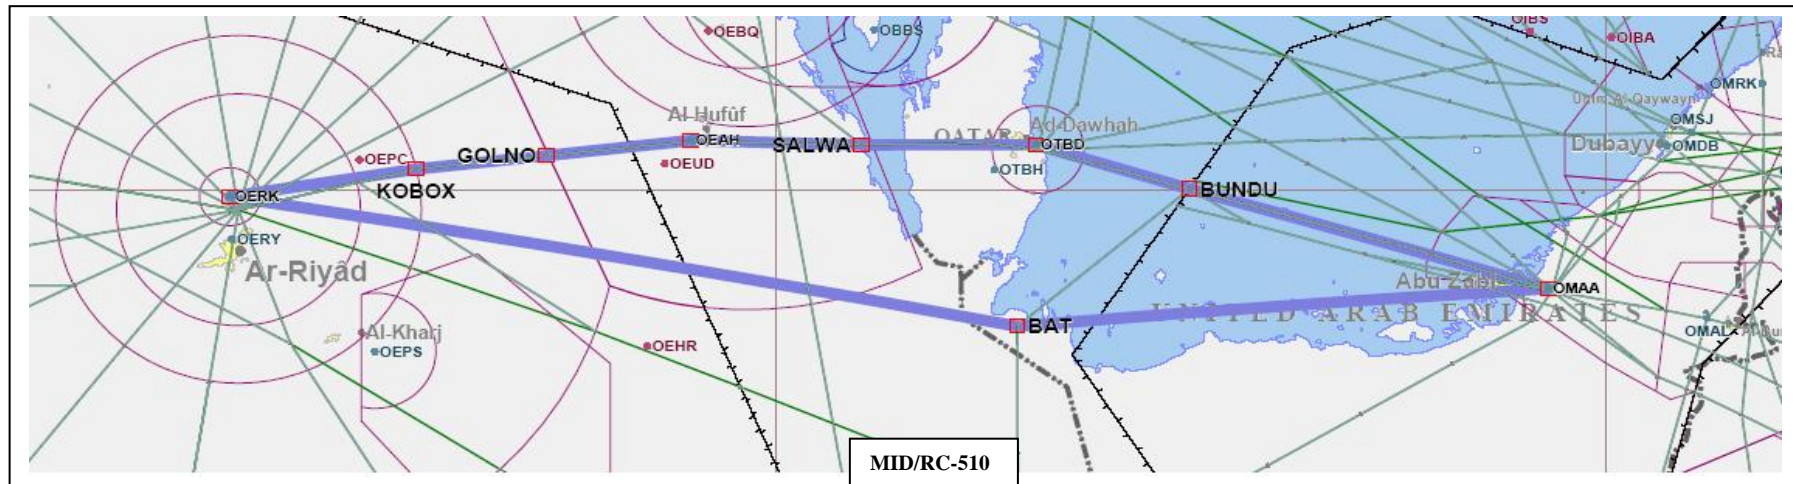 OEBQ
OBBS
OIBS
OIBA
OMRK
Umm Al Qaywayn
Al-Hufûf
OEAH
QATAR
Ad-Dawhah
OMSJ
Dubayy
OMDB
GOLNO
SALWA
OTBD
OEPC
OEUD
OTBH
KOBOX
BUNDU
OERK
OERY
Ar-Riyâd
Abu Zabi
OMAA
UNITED ARAB EMIRATES
Al-Kharj
BAT
OMAL
OEPS
OEHR
MID/RC-510